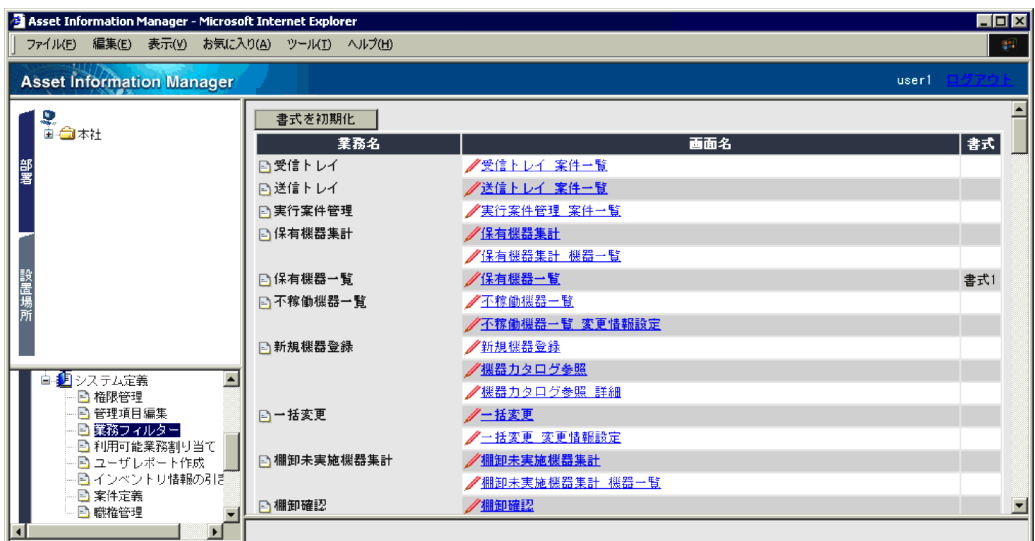 Asset Information Manager - Microsoft Internet Explorer
ファイル(F) 編集(E) 表示(V) お気に入り(A) ツール(T) ヘルプ(H)
Asset Information Manager
user1 ログアウト
部署
設置場所
本社
システム定義
権限管理
管理項目編集
業務フィルター
利用可能業務割り当て
ユーザレポート作成
インベントリ情報の引き
案件定義
職権管理
書式を初期化
業務名 画面名 書式
受信トレイ 受信トレイ 案件一覧
送信トレイ 送信トレイ 案件一覧
実行案件管理 実行案件管理 案件一覧
保有機器集計 保有機器集計
保有機器集計 機器一覧
保有機器一覧 保有機器一覧 書式1
不稼働機器一覧 不稼働機器一覧
不稼働機器一覧 変更情報設定
新規機器登録 新規機器登録
機器カタログ参照
機器カタログ参照 詳細
一括変更 一括変更
一括変更 変更情報設定
棚卸未実施機器集計 棚卸未実施機器集計
棚卸未実施機器集計 機器一覧
棚卸確認 棚卸確認